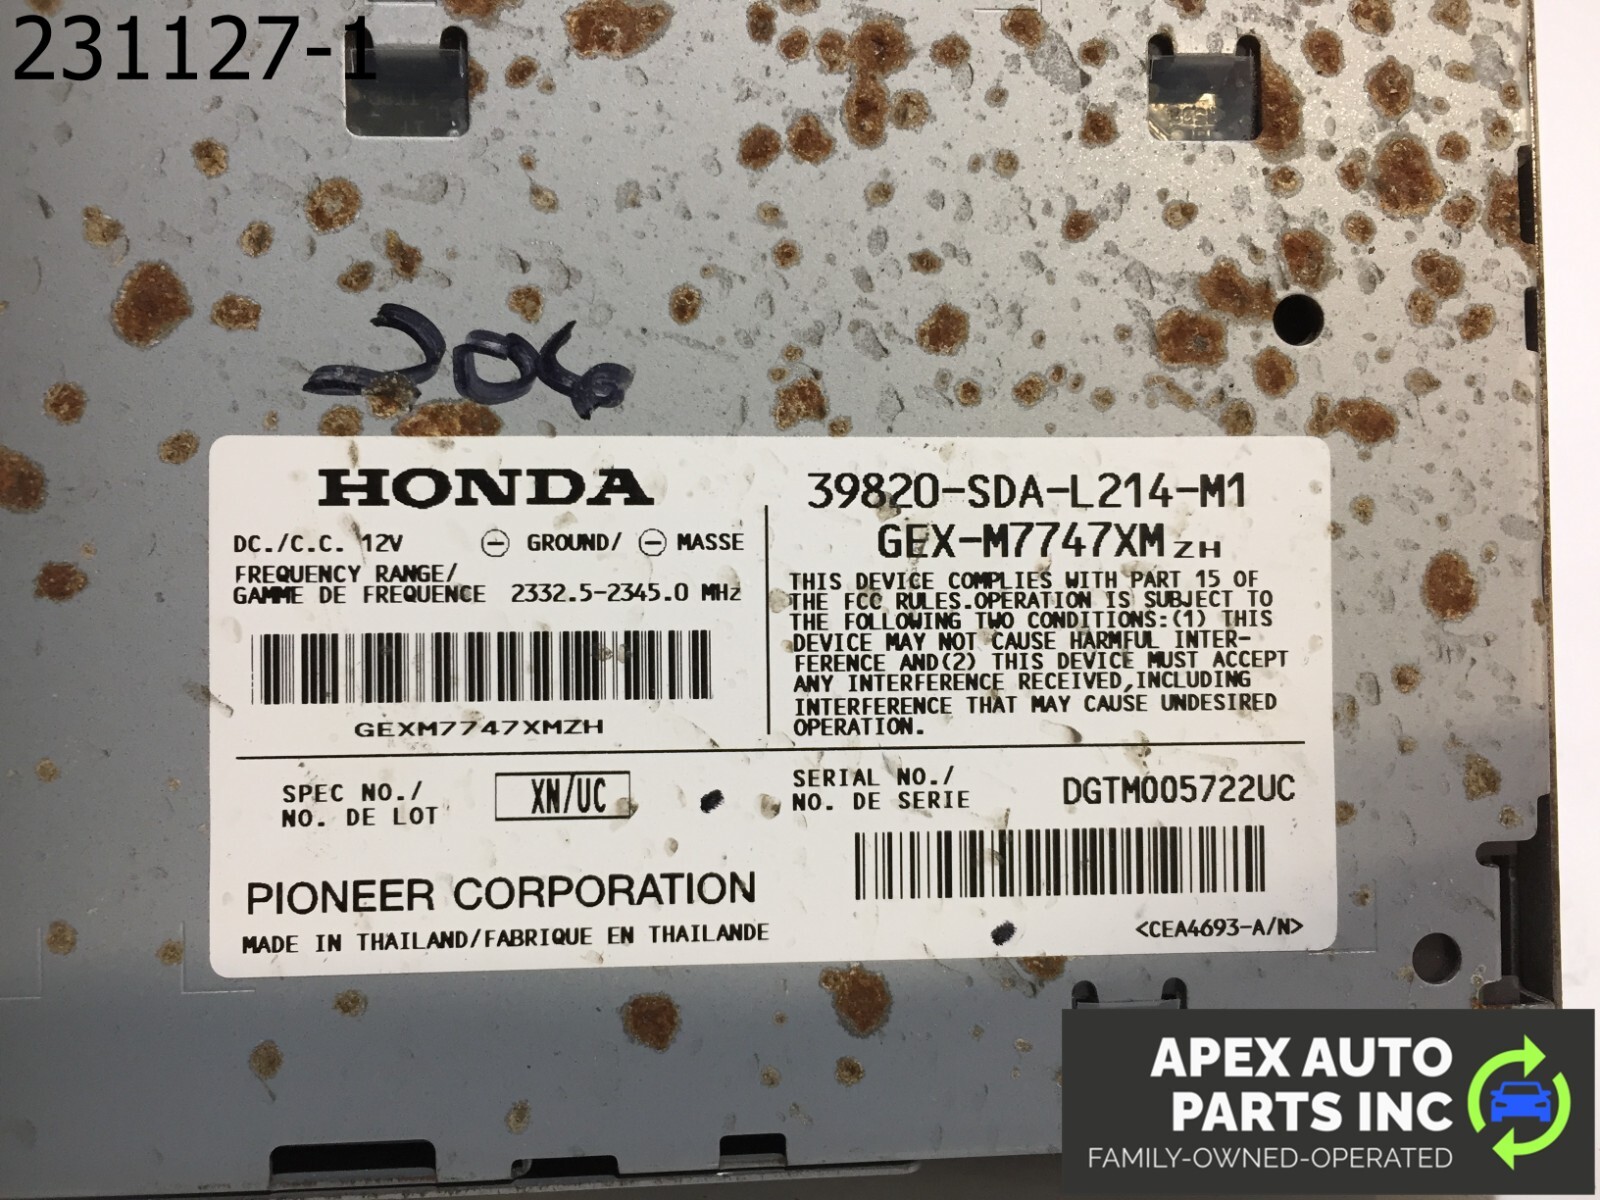 231127-1
206
HONDA
DC./C.C. 12V ⊖ GROUND/ ⊖ MASSE
FREQUENCY RANGE/
GAMME DE FREQUENCE 2332.5-2345.0 MHz
GEXM7747XMZH
39820-SDA-L214-M1
GEX-M7747XM ZH
THIS DEVICE COMPLIES WITH PART 15 OF
THE FCC RULES.OPERATION IS SUBJECT TO
THE FOLLOWING TWO CONDITIONS:(1) THIS
DEVICE MAY NOT CAUSE HARMFUL INTER-
FERENCE AND(2) THIS DEVICE MUST ACCEPT
ANY INTERFERENCE RECEIVED,INCLUDING
INTERFERENCE THAT MAY CAUSE UNDESIRED
OPERATION.
SPEC NO./
NO. DE LOT
XN/UC
SERIAL NO./
NO. DE SERIE
DGTM005722UC
PIONEER CORPORATION
MADE IN THAILAND/FABRIQUE EN THAILANDE
<CEA4693-A/N>
APEX AUTO
PARTS INC
FAMILY-OWNED-OPERATED